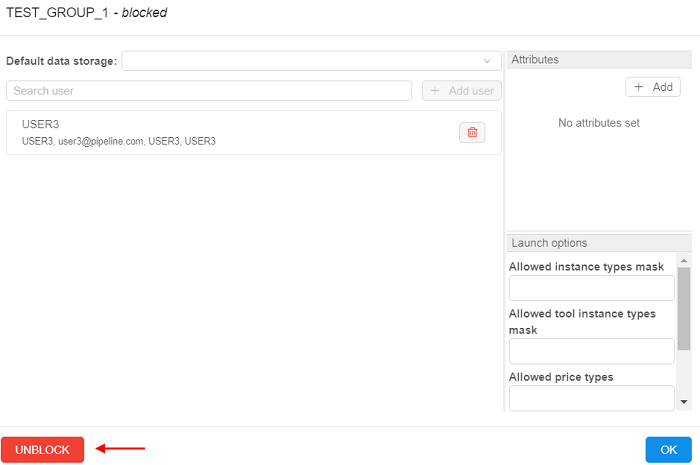 TEST_GROUP_1 - blocked
Default data storage:
Search user
+ Add user
USER3
USER3, user3@pipeline.com, USER3, USER3
Attributes
+ Add
No attributes set
Launch options
Allowed instance types mask
Allowed tool instance types
mask
Allowed price types
UNBLOCK
OK